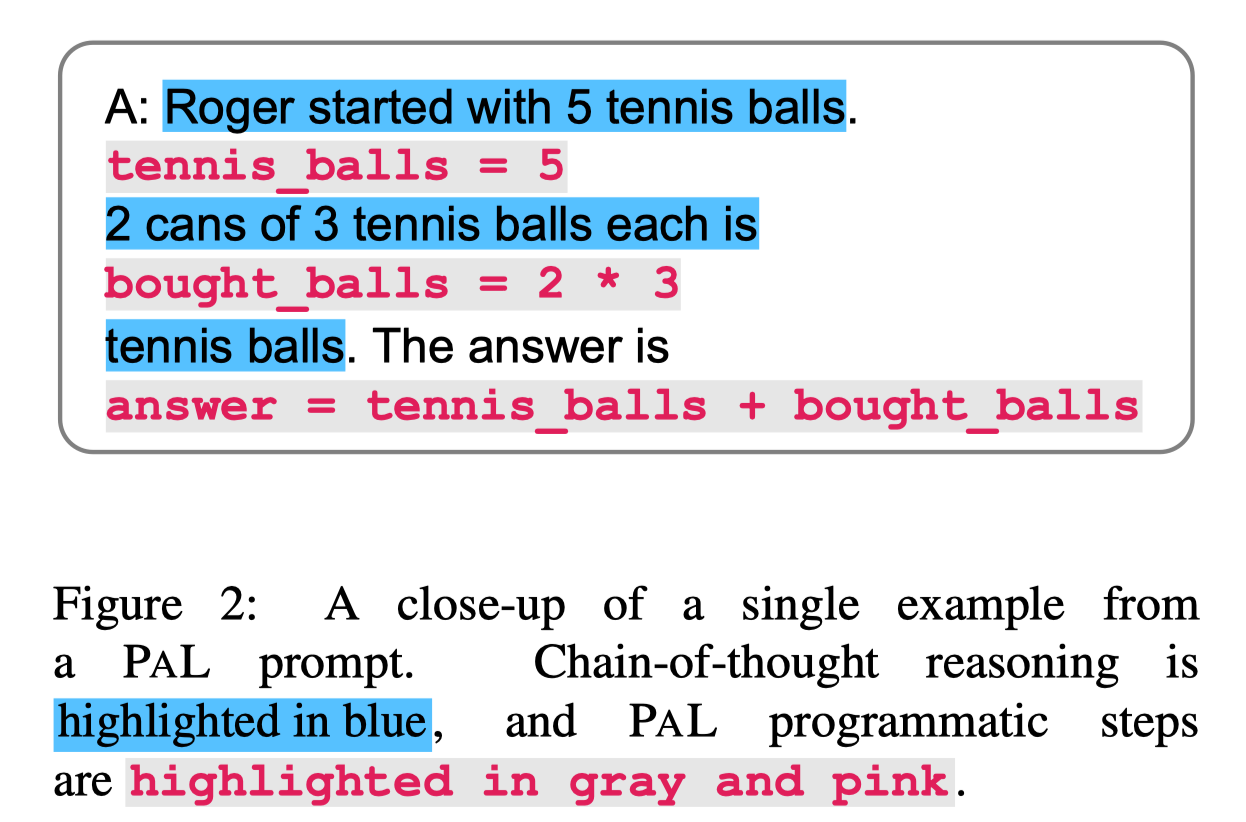 A: Roger started with 5 tennis balls.
tennis_balls = 5
2 cans of 3 tennis balls each is
bought_balls = 2 * 3
tennis balls. The answer is
answer = tennis_balls + bought_balls
Figure 2: A close-up of a single example from
a PAL prompt. Chain-of-thought reasoning is
highlighted in blue, and PAL programmatic steps
are highlighted in gray and pink.